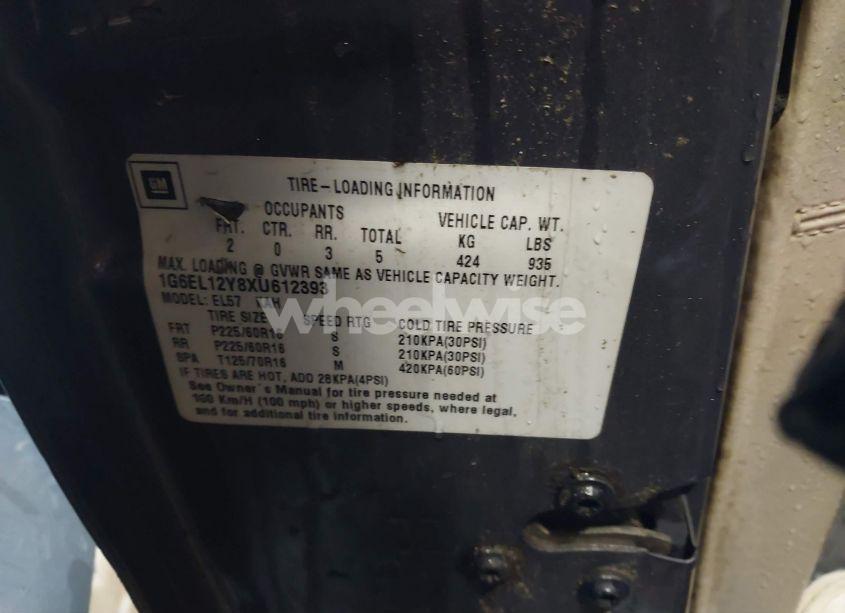 GM
TIRE-LOADING INFORMATION
OCCUPANTS VEHICLE CAP. WT.
FRT. CTR. RR. TOTAL KG LBS
2 0 3 5 424 935
MAX. LOADING @ GVWR SAME AS VEHICLE CAPACITY WEIGHT.
1G6EL12Y8XU612393
MODEL: EL57
TIRE SIZE SPEED RTG COLD TIRE PRESSURE
FRT P225/60R16 S 210KPA(30PSI)
RR P225/60R16 S 210KPA(30PSI)
SPA T125/70R16 M 420KPA(60PSI)
IF TIRES ARE HOT, ADD 28KPA(4PSI)
See Owner's Manual for tire pressure needed at
160 Km/H (100 mph) or higher speeds, where legal,
and for additional tire information.
wheelwise